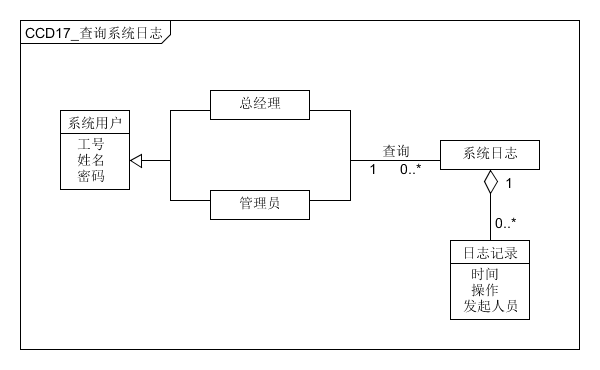 CCD17_查询系统日志
总经理
系统用户
工号
姓名
密码
查询
1
0..*
系统日志
管理员
1
0..*
日志记录
时间
操作
发起人员